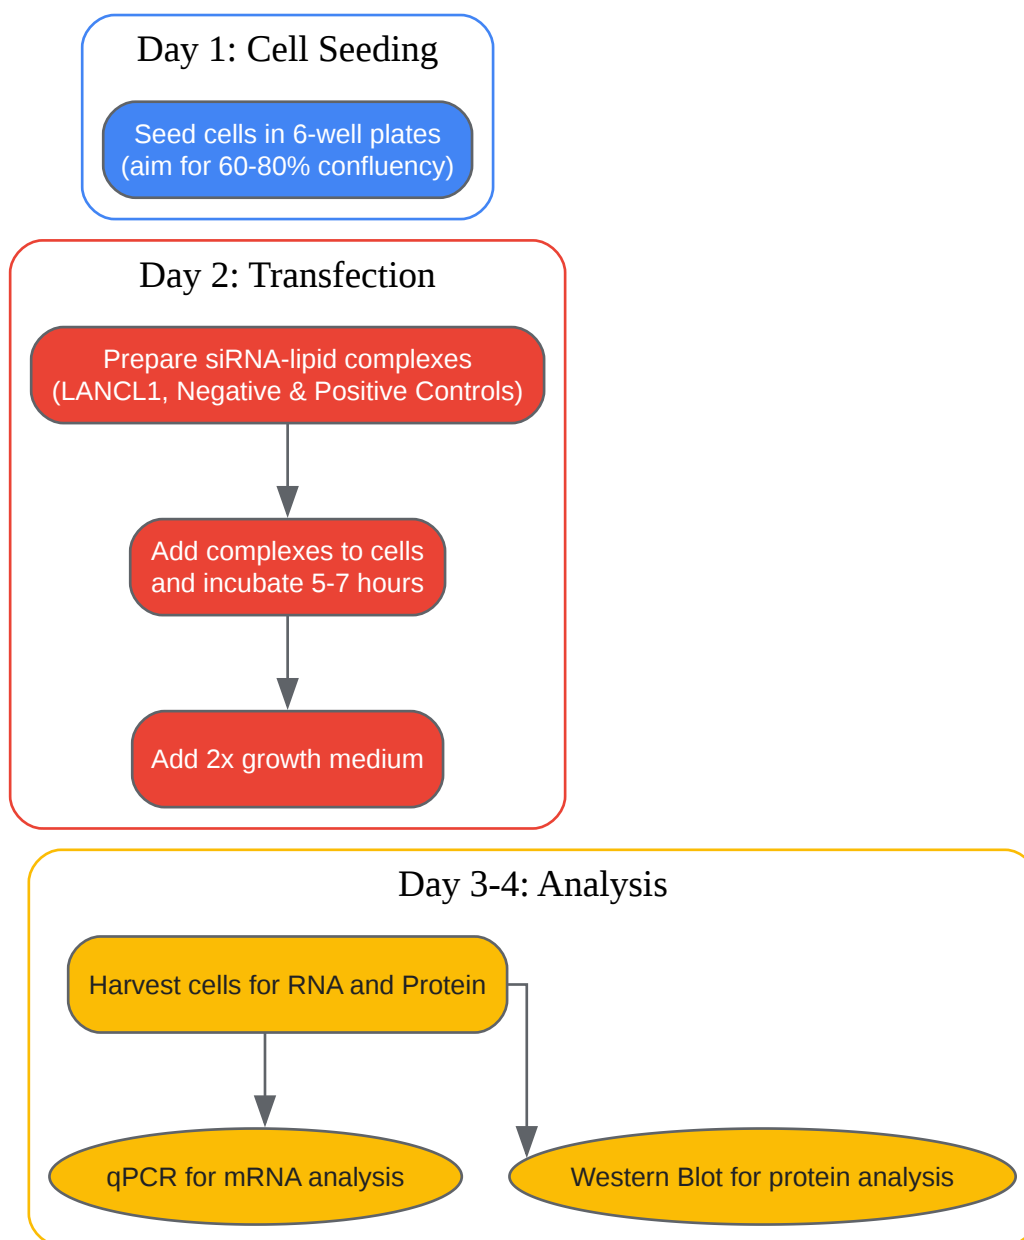 Day 1: Cell Seeding
Seed cells in 6-well plates
(aim for 60-80% confluency)
Day 2: Transfection
Prepare siRNA-lipid complexes
(LANCL1, Negative & Positive Controls)
Add complexes to cells
and incubate 5-7 hours
Add 2x growth medium
Day 3-4: Analysis
Harvest cells for RNA and Protein
qPCR for mRNA analysis
Western Blot for protein analysis